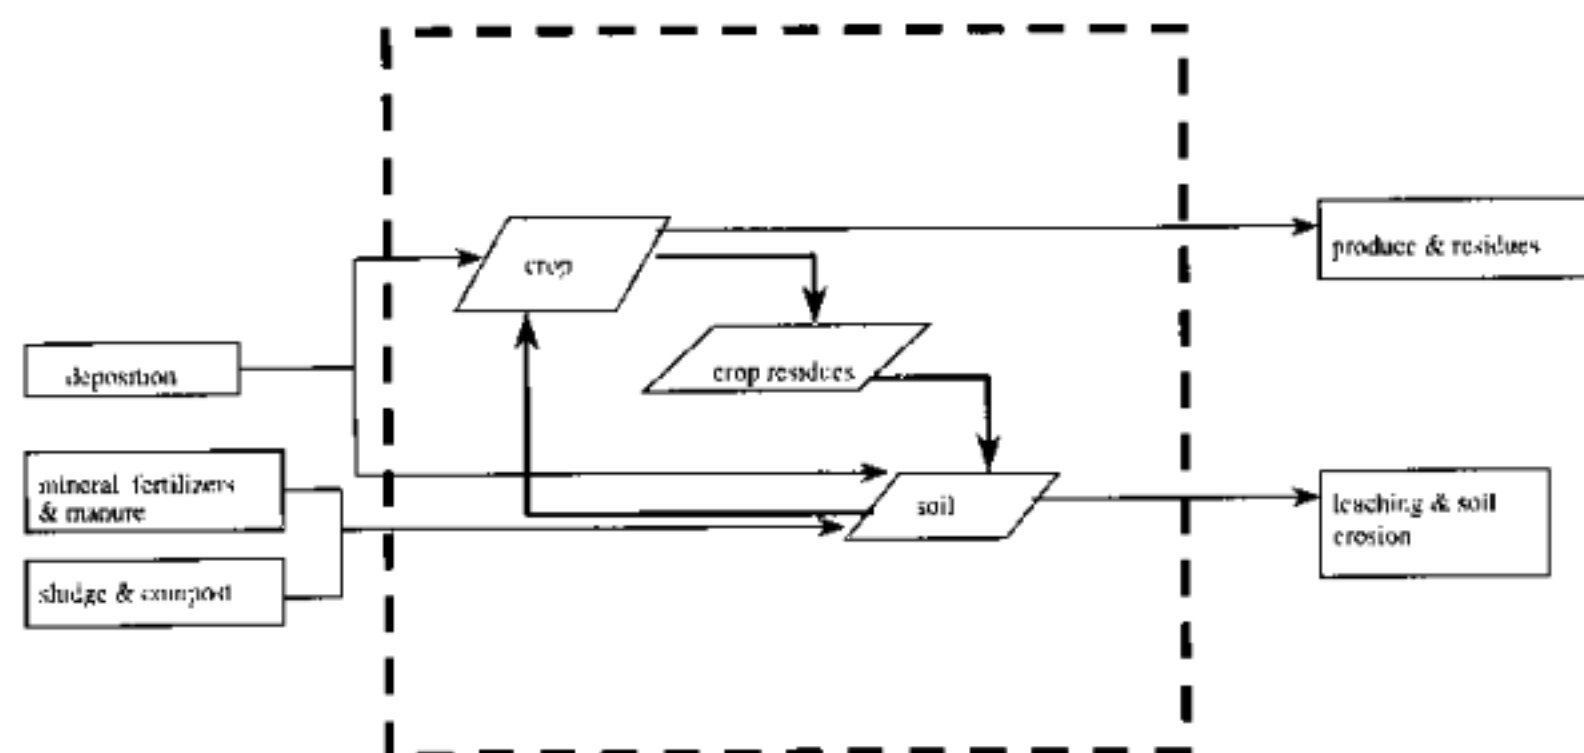 crop
produce & residues
deposition
crop residues
mineral fertilizers
& manure
soil
leaching & soil
erosion
sludge & compost